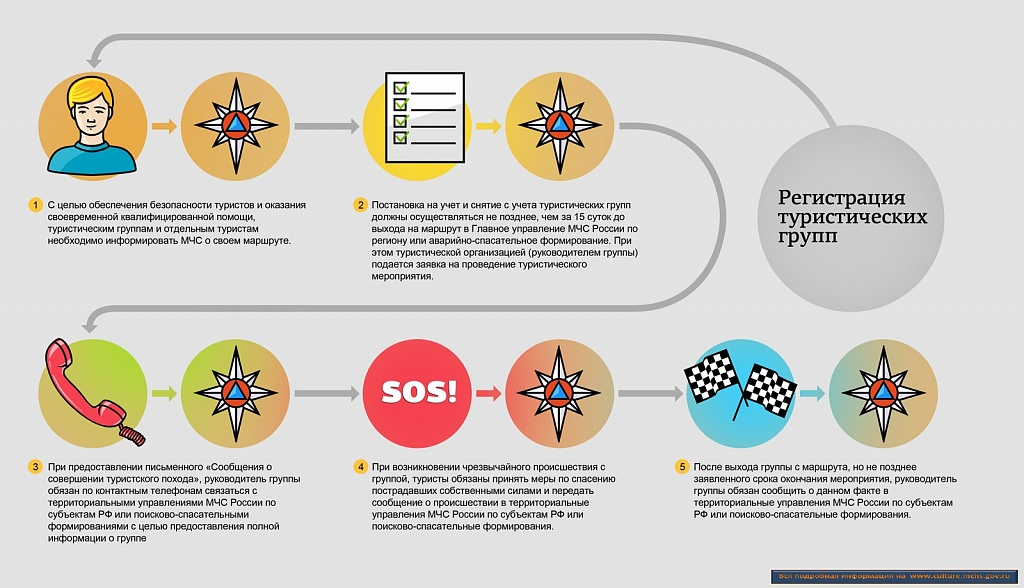 Регистрация
туристических
групп
1
С целью обеспечения безопасности туристов и оказания
своевременной квалифицированной помощи,
туристическим группам и отдельным туристам
необходимо информировать МЧС о своем маршруте.
2
Постановка на учет и снятие с учета туристических групп
должны осуществляться не позднее, чем за 15 суток до
выхода на маршрут в Главное управление МЧС России по
региону или аварийно-спасательное формирование. При
этом туристической организацией (руководителем группы)
подается заявка на проведение туристического
мероприятия.
3
При предоставлении письменного «Сообщения о
совершении туристского похода», руководитель группы
обязан по контактным телефонам связаться с
территориальными управлениями МЧС России по
субъектам РФ или поисково-спасательными
формированиями с целью предоставления полной
информации о группе
SOS!
4
При возникновении чрезвычайного происшествия с
группой, туристы обязаны принять меры по спасению
пострадавших собственными силами и передать
сообщение о происшествии в территориальные
управления МЧС России по субъектам РФ или
поисково-спасательные формирования.
5
После выхода группы с маршрута, но не позднее
заявленного срока окончания мероприятия, руководитель
группы обязан сообщить о данном факте в
территориальные управления МЧС России по субъектам
РФ или поисково-спасательные формирования.
Вся подробная информация на www.culture.mchs.gov.ru